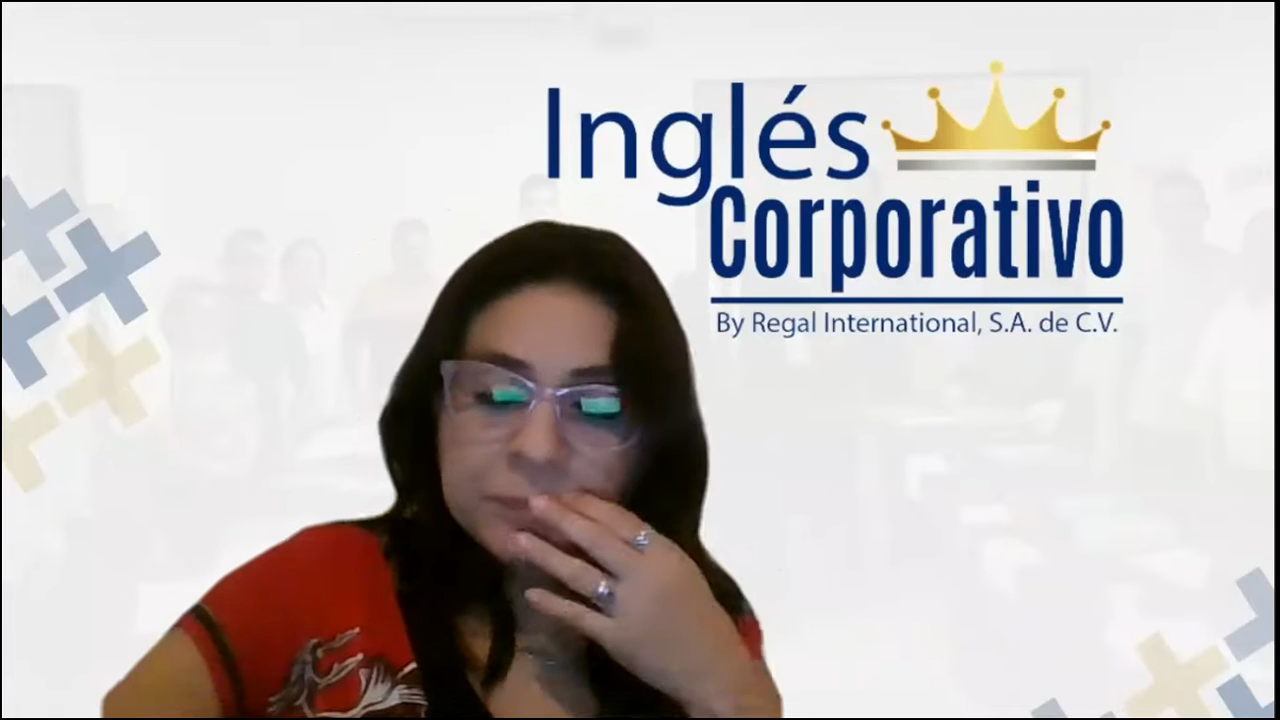 Inglés
Corporativo
By Regal International, S.A. de C.V.